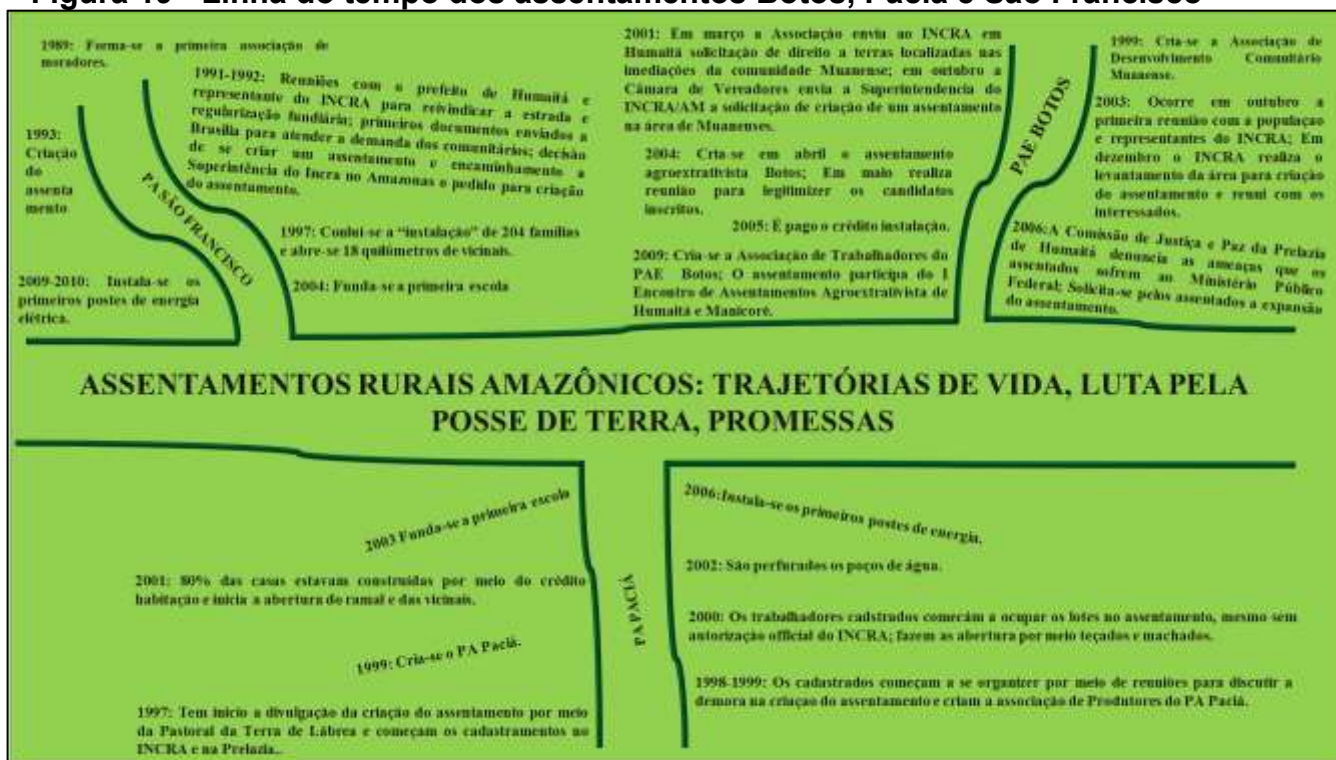 Figura 10 - Linha do tempo dos assentamentos Botos, Paciá e São Francisco
1989: Forma-se a primeira associação de
moradores.
1991-1992: Reuniões com o prefeito de Humaitá e
representante do INCRA para reivindicar a estrada e
regularização fundiária; primeiros documentos enviados a
Brasília para atender a demanda dos comunitários; decisão
de se criar um assentamento e encaminhamento a
Superintência do Incra no Amazonas o pedido para criação
do assentamento.
1993:
Criação
do
assenta
mento
PA SÃO FRANCISCO
1997: Conlui-se a “instalação” de 204 famílias
e abre-se 18 quilômetros de vicinais.
2004: Funda-se a primeira escola
2009-2010: Instala-se os
primeiros postes de energia
elétrica.
2001: Em março a Associação envia ao INCRA em
Humaitá solicitação de direito a terras localizadas nas
imediações da comunidade Muanense; em outubro a
Câmara de Vereadores envia a Superintendencia do
INCRA/AM a solicitação de criação de um assentamento
na área de Muanenses.
2004: Cria-se em abril o assentamento
agroextrativista Botos; Em maio realiza
reunião para legitimizer os candidatos
inscritos.
2005: É pago o crédito instalação.
2009: Cria-se a Associação de Trabalhadores do
PAE Botos; O assentamento participa do I
Encontro de Assentamentos Agroextrativista de
Humaitá e Manicoré.
PAE BOTOS
1999: Cria-se a Associação de
Desenvolvimento Comunitário
Muanense.
2003: Ocorre em outubro a
primeira reunião com a população
e representantes do INCRA; Em
dezembro o INCRA realiza o
levantamento da área para criação
do assentamento e reuni com os
interessados.
2006:A Comissão de Justiça e Paz da Prelazia
de Humaitá denuncia as ameaças que os
assentados sofrem ao Ministério Público
Federal; Solicita-se pelos assentados a expansão
do assentamento.
ASSENTAMENTOS RURAIS AMAZÔNICOS: TRAJETÓRIAS DE VIDA, LUTA PELA
POSSE DE TERRA, PROMESSAS
2003 Funda-se a primeira escola
2001: 80% das casas estavam construídas por meio do crédito
habitação e inicia a abertura do ramal e das vicinais.
1999: Cria-se o PA Paciá.
1997: Tem início a divulgação da criação do assentamento por meio
da Pastoral da Terra de Lábrea e começam os cadastramentos no
INCRA e na Prelazia..
PA PACIÁ
2006:Instala-se os primeiros postes de energia.
2002: São perfurados os poços de água.
2000: Os trabalhadores cadstrados comecám a ocupar os lotes no assentamento, mesmo sem
autorização official do INCRA; fazem as abertura por meio teçados e machados.
1998-1999: Os cadastrados começam a se organizer por meio de reuniões para discutir a
demora na criaçao do assentamento e criam a associação de Produtores do PA Paciá.